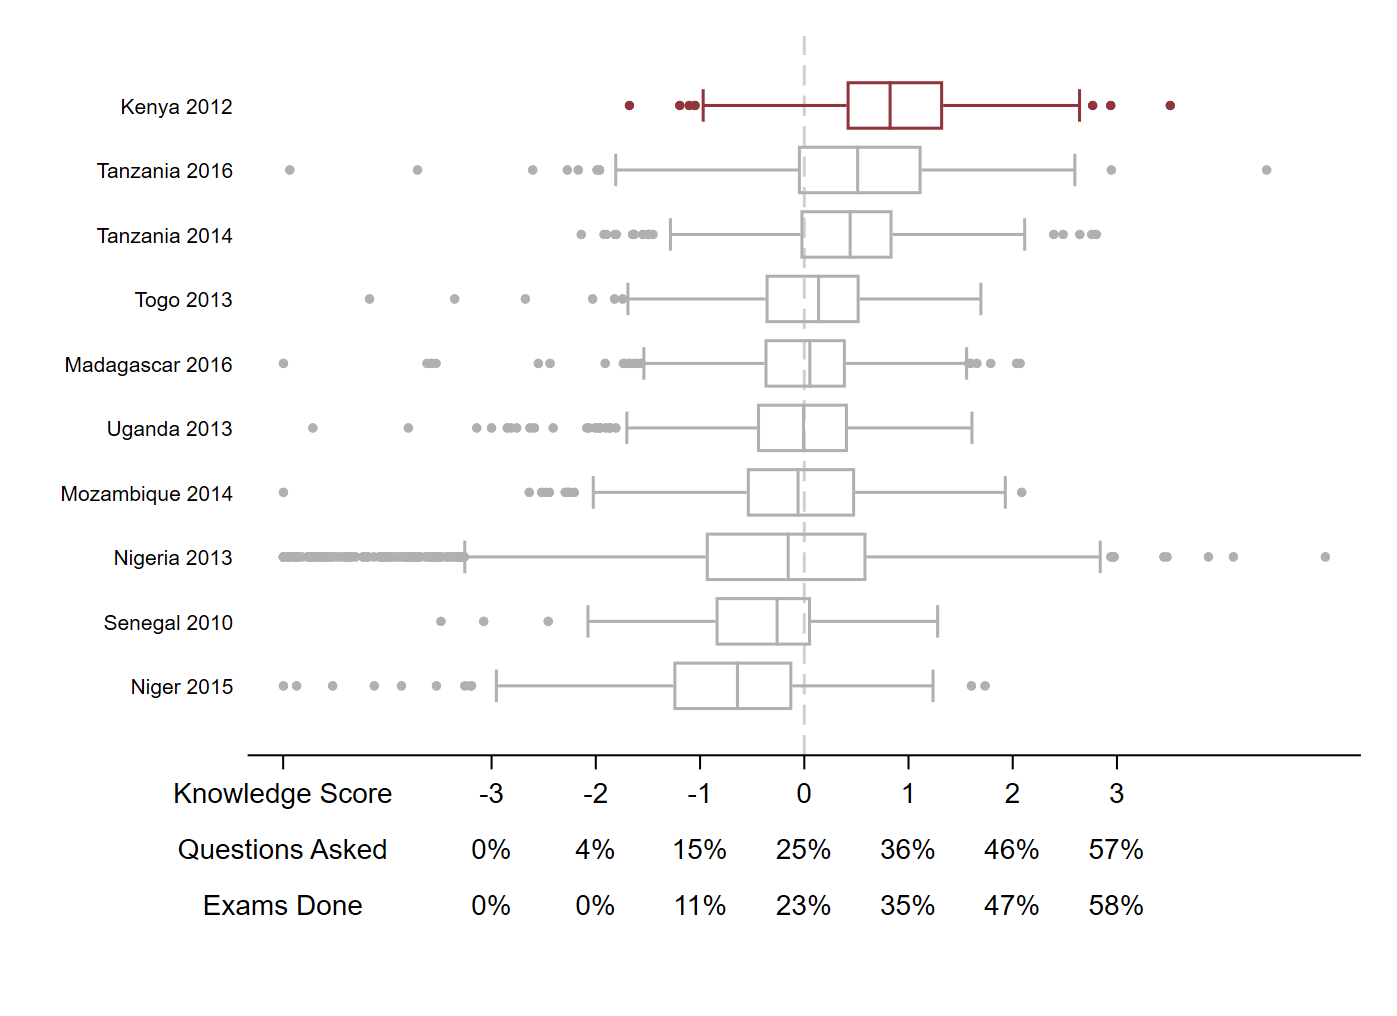 Kenya 2012
Tanzania 2016
Tanzania 2014
Togo 2013
Madagascar 2016
Uganda 2013
Mozambique 2014
Nigeria 2013
Senegal 2010
Niger 2015
Knowledge Score -3 -2 -1 0 1 2 3
Questions Asked 0% 4% 15% 25% 36% 46% 57%
Exams Done 0% 0% 11% 23% 35% 47% 58%